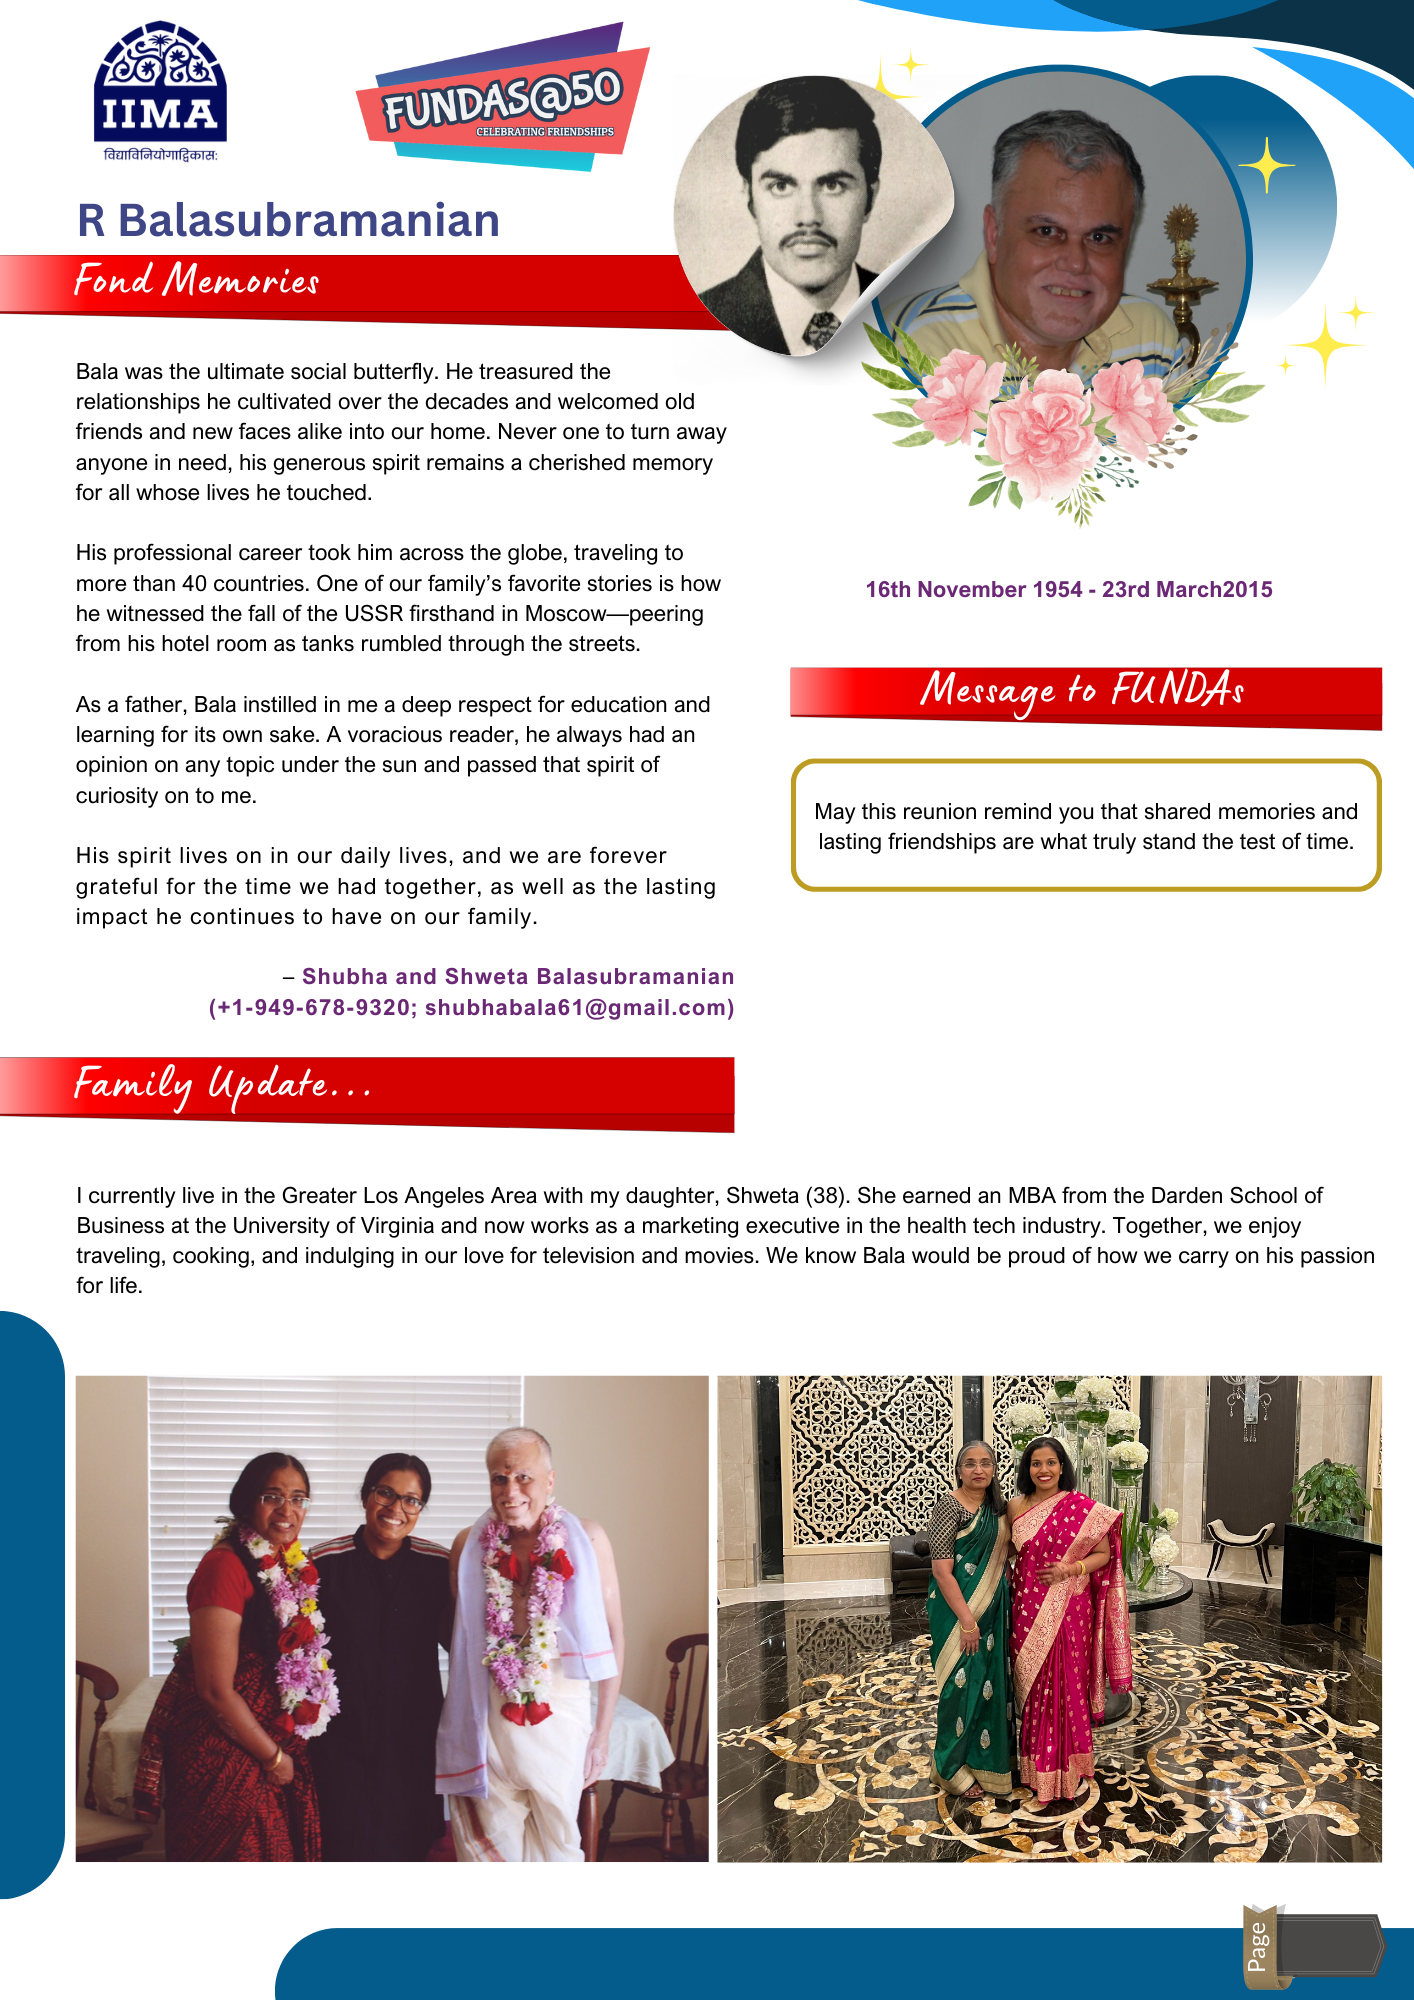 IIMA
विद्याविनियोगाद्विकास:
FUNDAS@50
CELEBRATING FRIENDSHIPS
R Balasubramanian
Fond Memories
Bala was the ultimate social butterfly. He treasured the
relationships he cultivated over the decades and welcomed old
friends and new faces alike into our home. Never one to turn away
anyone in need, his generous spirit remains a cherished memory
for all whose lives he touched.
His professional career took him across the globe, traveling to
more than 40 countries. One of our family’s favorite stories is how
he witnessed the fall of the USSR firsthand in Moscow—peering
from his hotel room as tanks rumbled through the streets.
As a father, Bala instilled in me a deep respect for education and
learning for its own sake. A voracious reader, he always had an
opinion on any topic under the sun and passed that spirit of
curiosity on to me.
His spirit lives on in our daily lives, and we are forever
grateful for the time we had together, as well as the lasting
impact he continues to have on our family.
– Shubha and Shweta Balasubramanian
(+1-949-678-9320; shubhabala61@gmail.com)
16th November 1954 - 23rd March2015
Message to FUNDAs
May this reunion remind you that shared memories and
lasting friendships are what truly stand the test of time.
Family Update...
I currently live in the Greater Los Angeles Area with my daughter, Shweta (38). She earned an MBA from the Darden School of
Business at the University of Virginia and now works as a marketing executive in the health tech industry. Together, we enjoy
traveling, cooking, and indulging in our love for television and movies. We know Bala would be proud of how we carry on his passion
for life.
Page